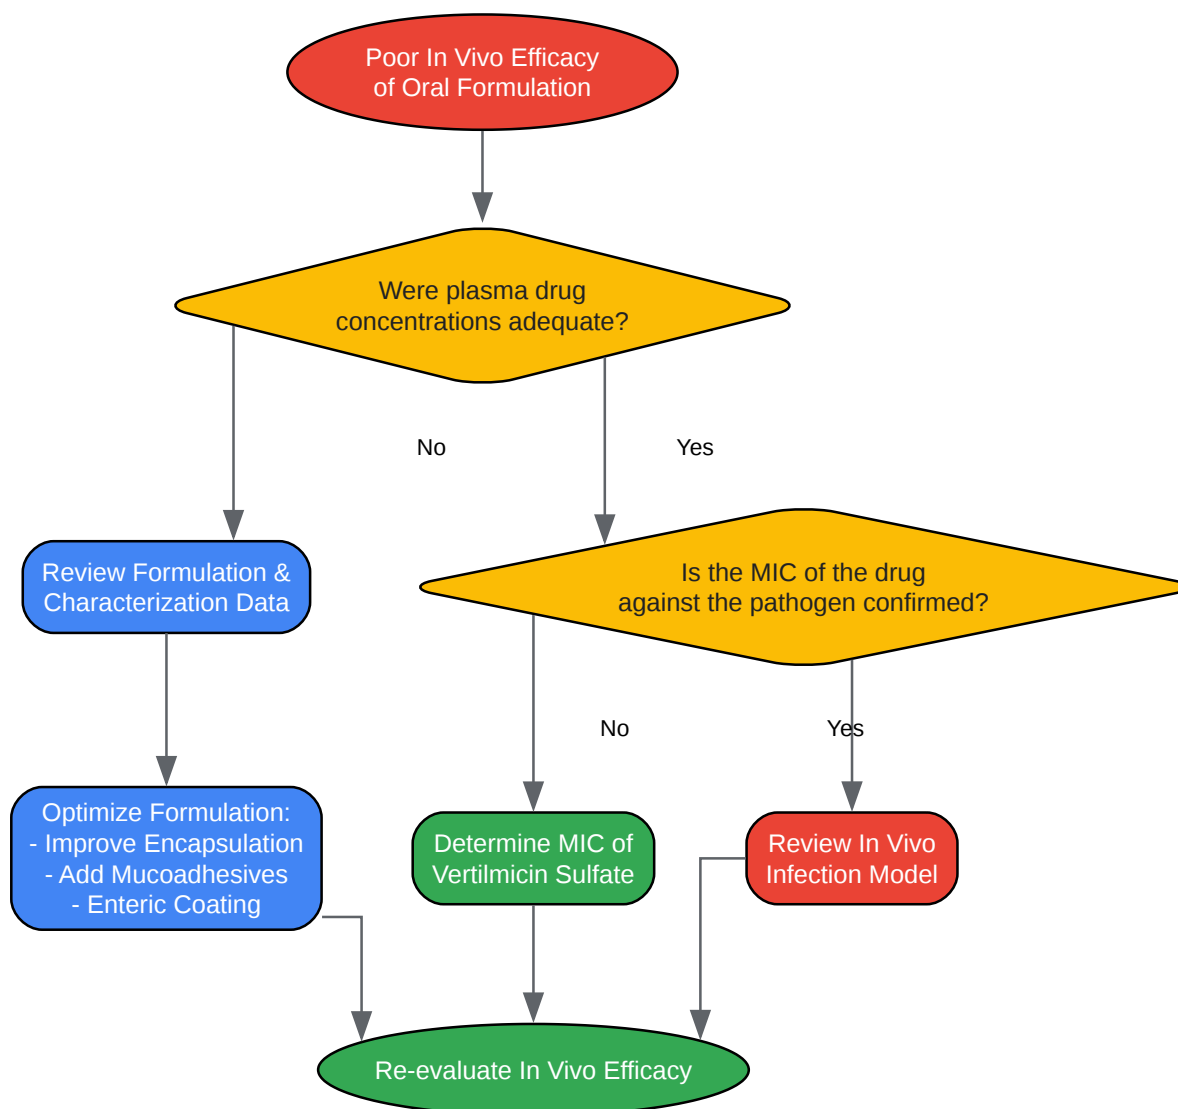 Poor In Vivo Efficacy
of Oral Formulation
Were plasma drug
concentrations adequate?
No
Yes
Review Formulation &
Characterization Data
Is the MIC of the drug
against the pathogen confirmed?
No
Yes
Optimize Formulation:
- Improve Encapsulation
- Add Mucoadhesives
- Enteric Coating
Determine MIC of
Vertilmicin Sulfate
Review In Vivo
Infection Model
Re-evaluate In Vivo Efficacy